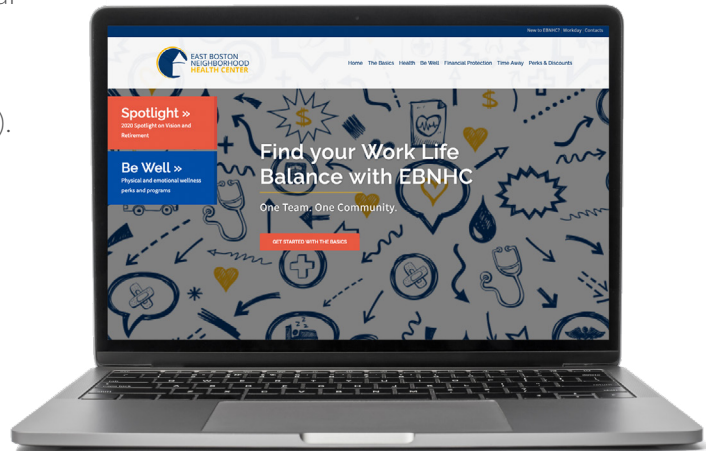 ).
New to EBNHC? Workday Contacts
EAST BOSTON
NEIGHBORHOOD
HEALTH CENTER
Home The Basics Health Be Well Financial Protection Time Away Perks & Discounts
Spotlight »
2020 Spotlight on Vision and
Retirement
Be Well »
Physical and emotional wellness
perks and programs
Find your Work Life
Balance with EBNHC
One Team. One Community.
GET STARTED WITH THE BASICS